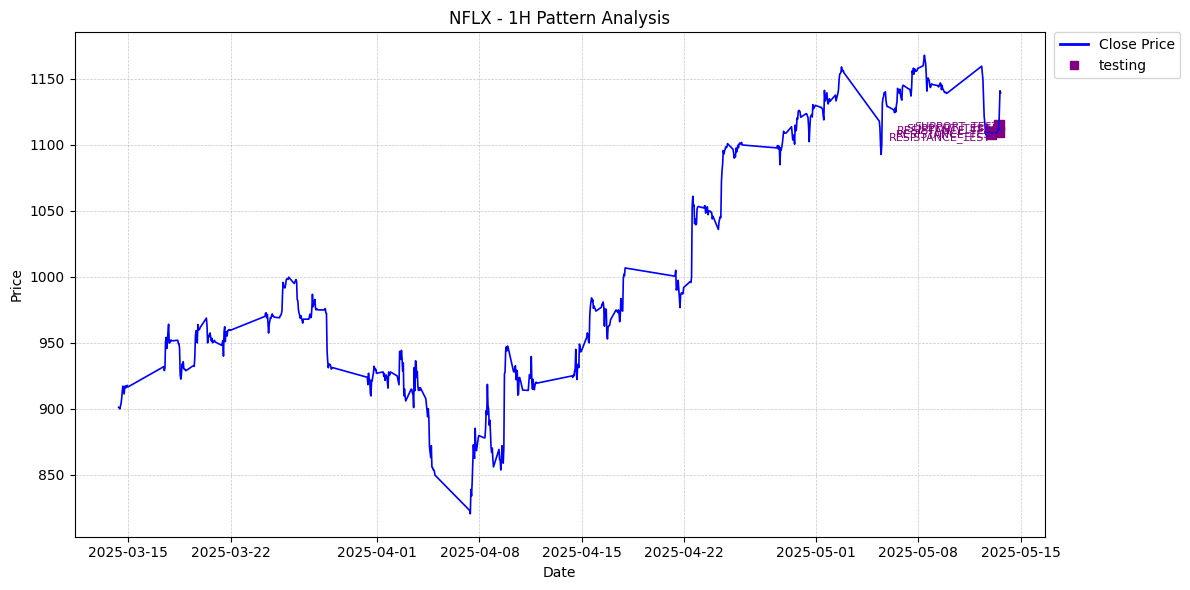 NFLX - 1H Pattern Analysis
Close Price
testing
Price
1150
1100
1050
1000
950
900
850
SUPPORT_TEST
RESISTANCE_TEST
2025-03-15
2025-03-22
2025-04-01
2025-04-08
2025-04-15
2025-04-22
2025-05-01
2025-05-08
2025-05-15
Date